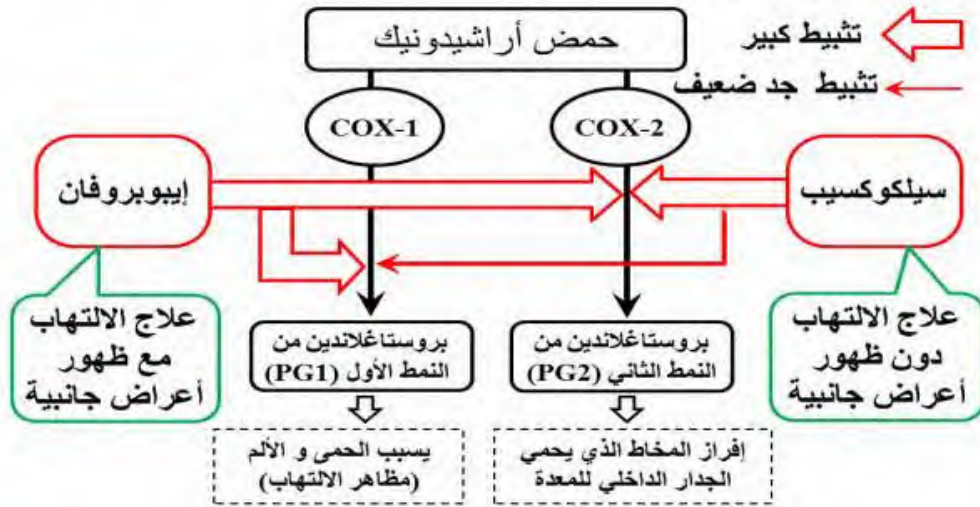 حمض أراشيدونيك
تثبيط كبير
تثبيط جد ضعيف
COX-1
COX-2
إيبوبروفان
سيلكوكسيب
علاج الالتهاب
مع ظهور
أعراض جانبية
بروستاغلاندين من
النمط الأول (PG1)
بروستاغلاندين من
النمط الثاني (PG2)
علاج الالتهاب
دون ظهور
أعراض جانبية
يسبب الحمى و الألم
(مظاهر الالتهاب)
إفراز المخاط الذي يحمي
الجدار الداخلي للمعدة